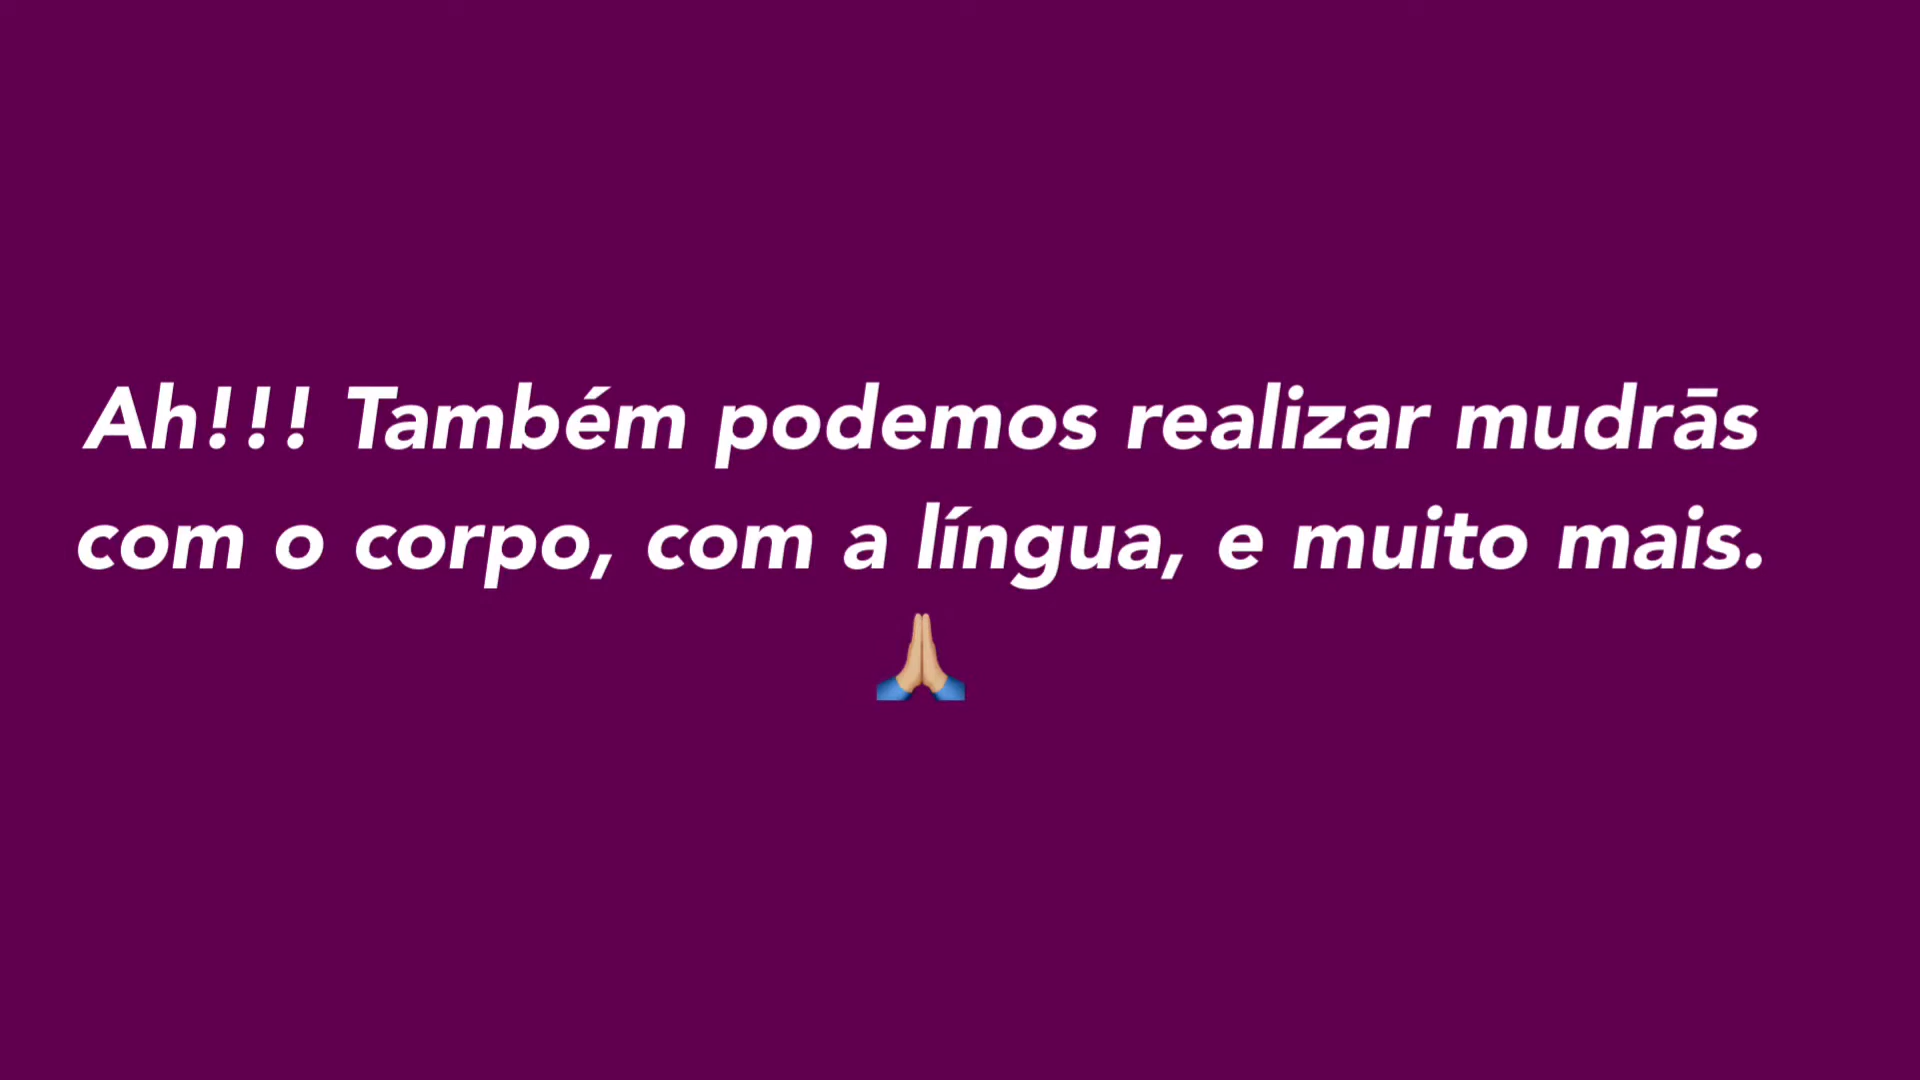 Ah!!! Também podemos realizar mudrās
com o corpo, com a língua, e muito mais.
🙏🏼